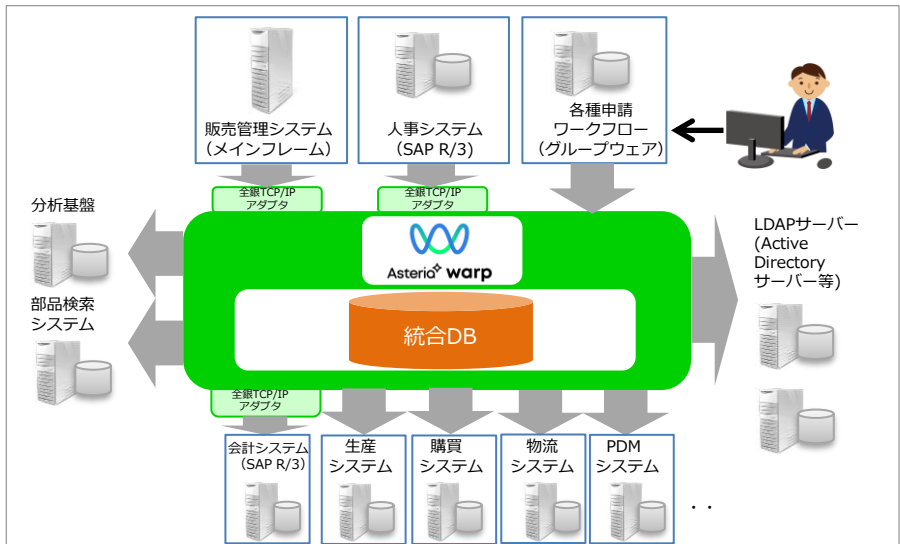 販売管理システム
（メインフレーム）
人事システム
（SAP R/3）
各種申請
ワークフロー
（グループウェア）
全銀TCP/IP
アダプタ
全銀TCP/IP
アダプタ
分析基盤
部品検索
システム
Asteria warp
統合DB
LDAPサーバー
(Active
Directory
サーバー等)
全銀TCP/IP
アダプタ
会計システム
（SAP R/3）
生産
システム
購買
システム
物流
システム
PDM
システム
・・